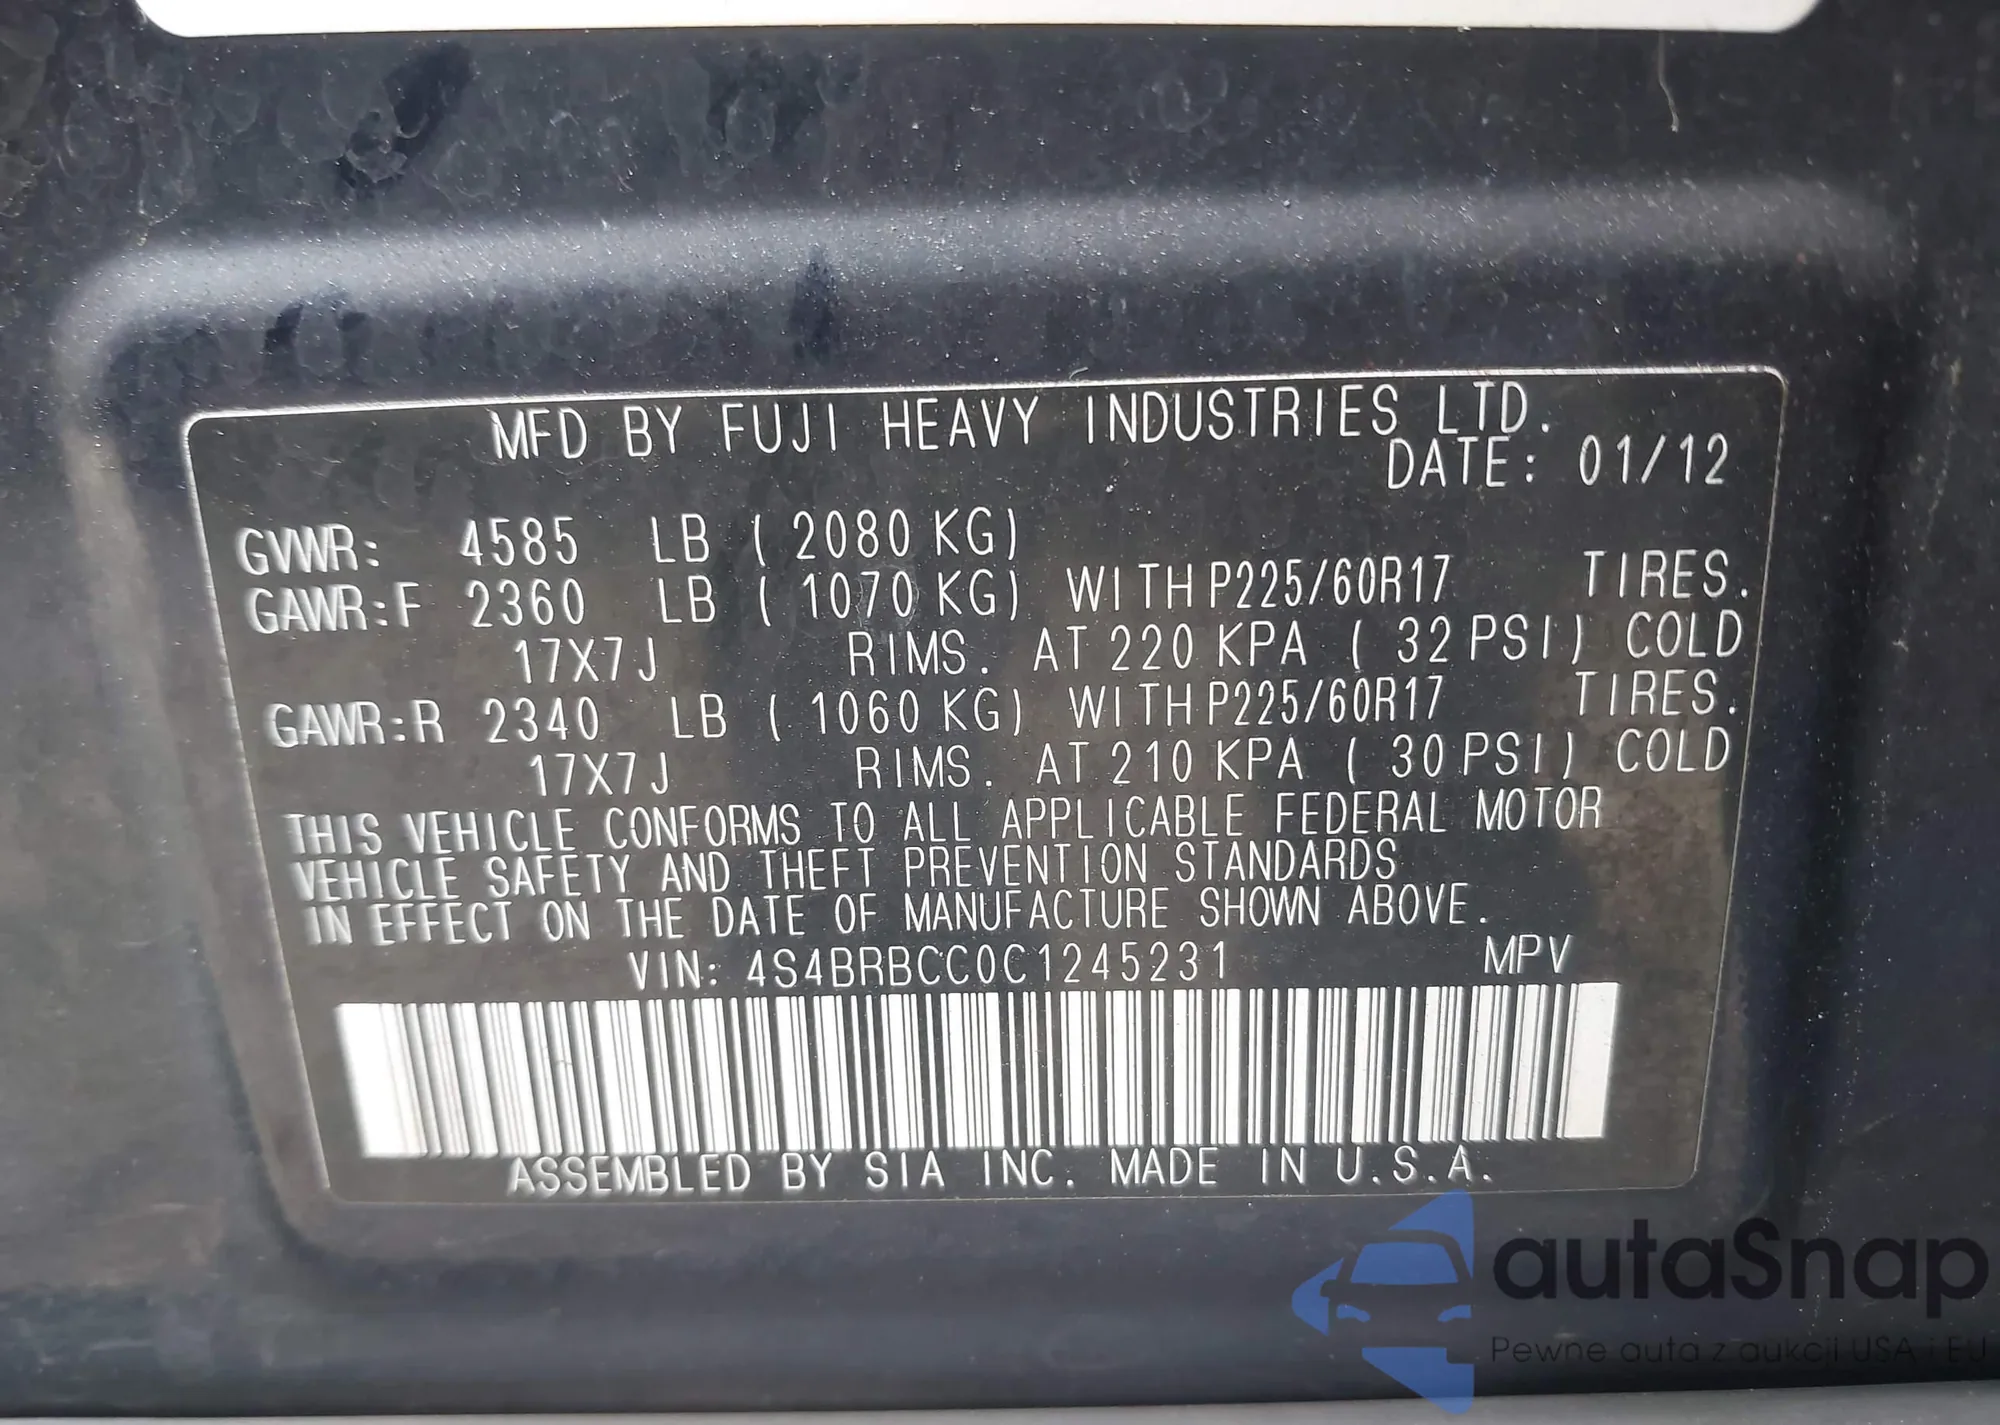 MFD BY FUJI HEAVY INDUSTRIES LTD.
DATE: 01/12
GVWR: 4585 LB ( 2080 KG)
GAWR:F 2360 LB ( 1070 KG) WITH P225/60R17 TIRES.
17X7J RIMS. AT 220 KPA ( 32 PSI) COLD
GAWR:R 2340 LB ( 1060 KG) WITH P225/60R17 TIRES.
17X7J RIMS. AT 210 KPA ( 30 PSI) COLD
THIS VEHICLE CONFORMS TO ALL APPLICABLE FEDERAL MOTOR
VEHICLE SAFETY AND THEFT PREVENTION STANDARDS
IN EFFECT ON THE DATE OF MANUFACTURE SHOWN ABOVE.
VIN: 4S4BRBCC0C1245231 MPV
ASSEMBLED BY SIA INC. MADE IN U.S.A.
autaSnap
Pewne auta z aukcji USA i EU